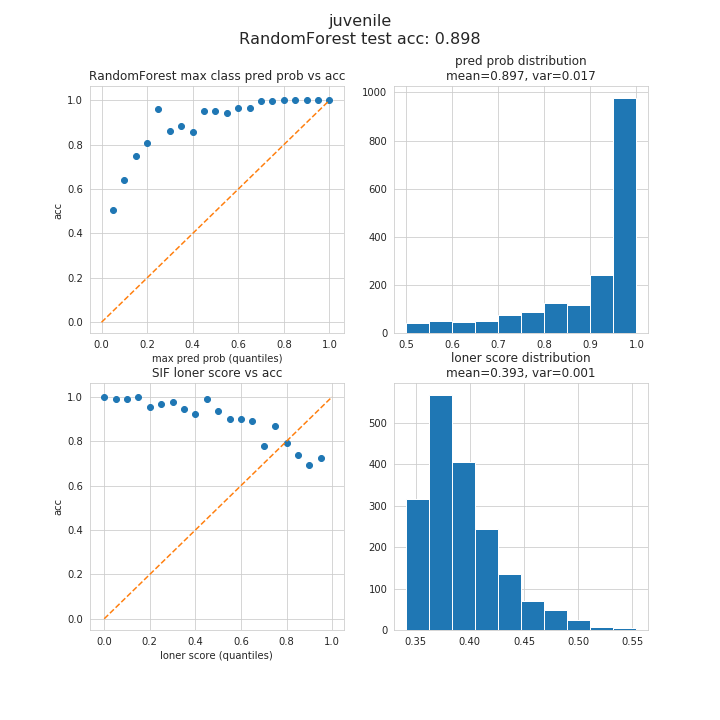 juvenile
RandomForest test acc: 0.898
RandomForest max class pred prob vs acc
1.0
0.8
0.6
0.4
0.2
0.0
acc
0.0 0.2 0.4 0.6 0.8 1.0
max pred prob (quantiles)
pred prob distribution
mean=0.897, var=0.017
1000
800
600
400
200
0
0.5 0.6 0.7 0.8 0.9 1.0
SIF loner score vs acc
1.0
0.8
0.6
0.4
0.2
0.0
acc
0.0 0.2 0.4 0.6 0.8 1.0
loner score (quantiles)
loner score distribution
mean=0.393, var=0.001
500
400
300
200
100
0
0.35 0.40 0.45 0.50 0.55